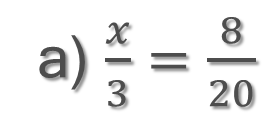 a) x/3 = 8/20